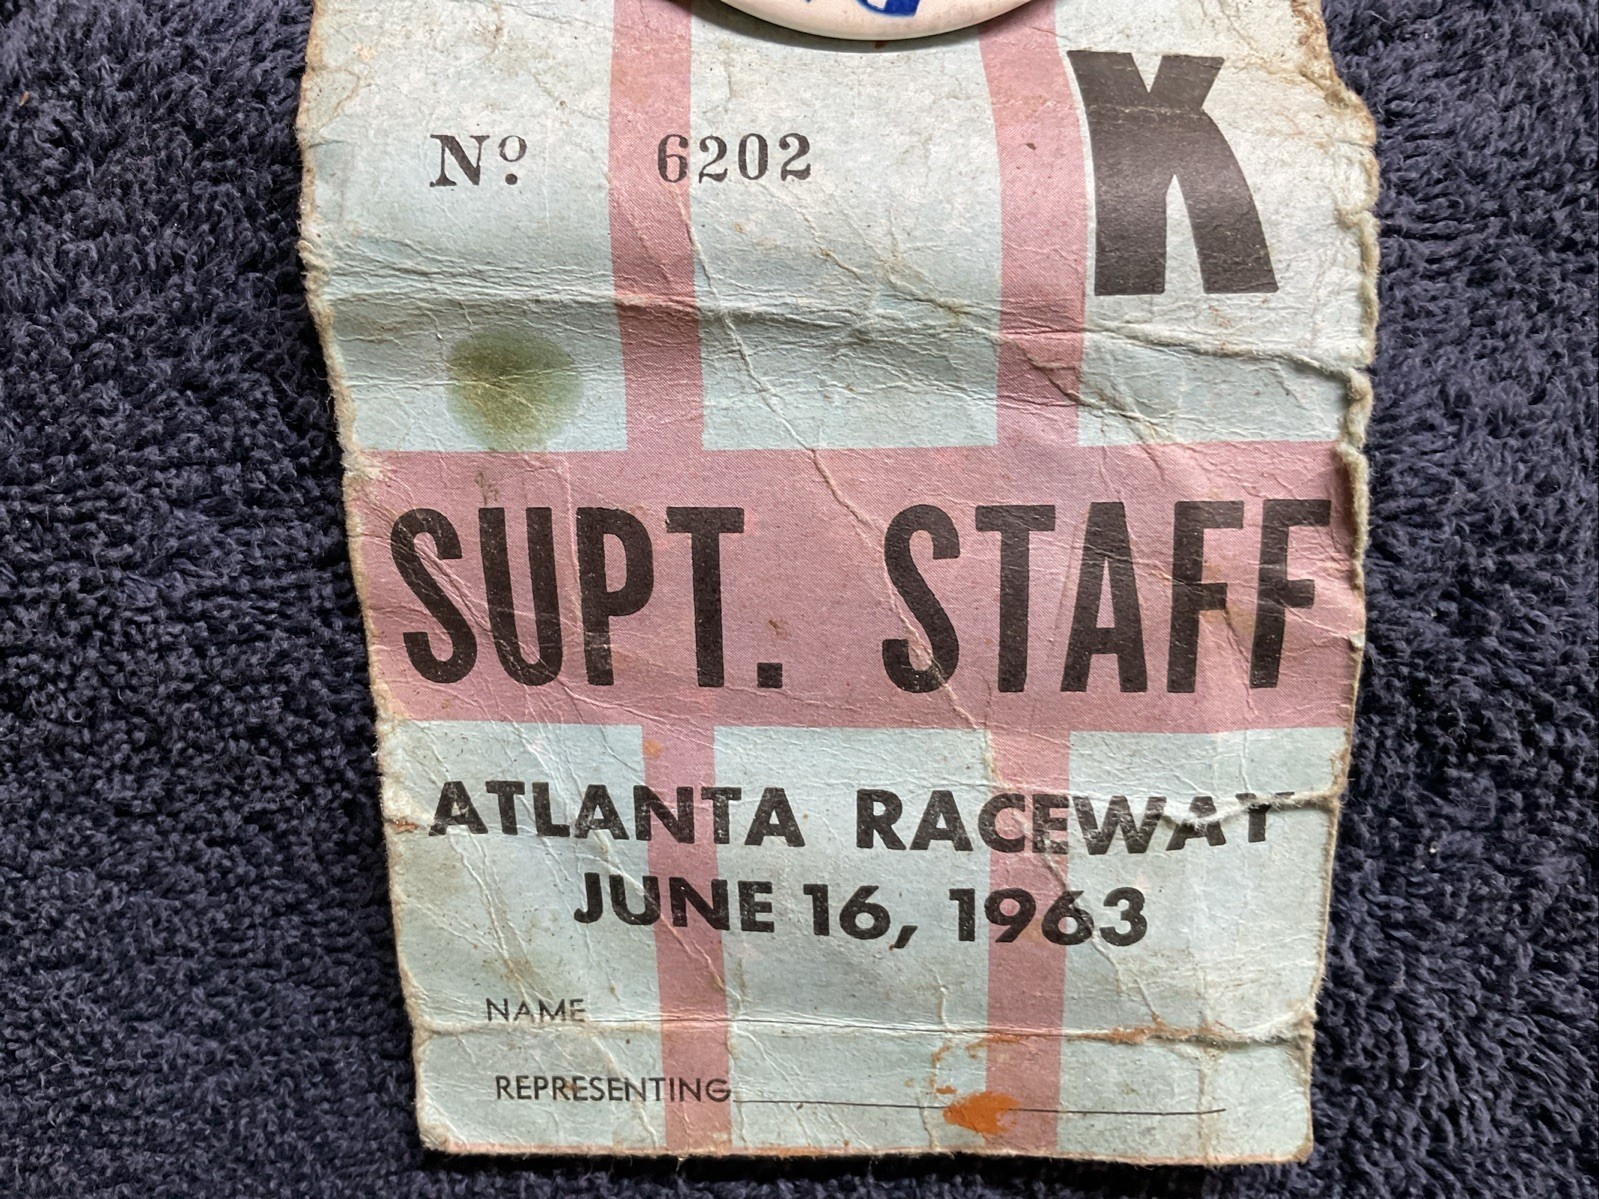 Nº 6202 K
SUPT. STAFF
ATLANTA RACEWAY
JUNE 16, 1963
NAME
REPRESENTING